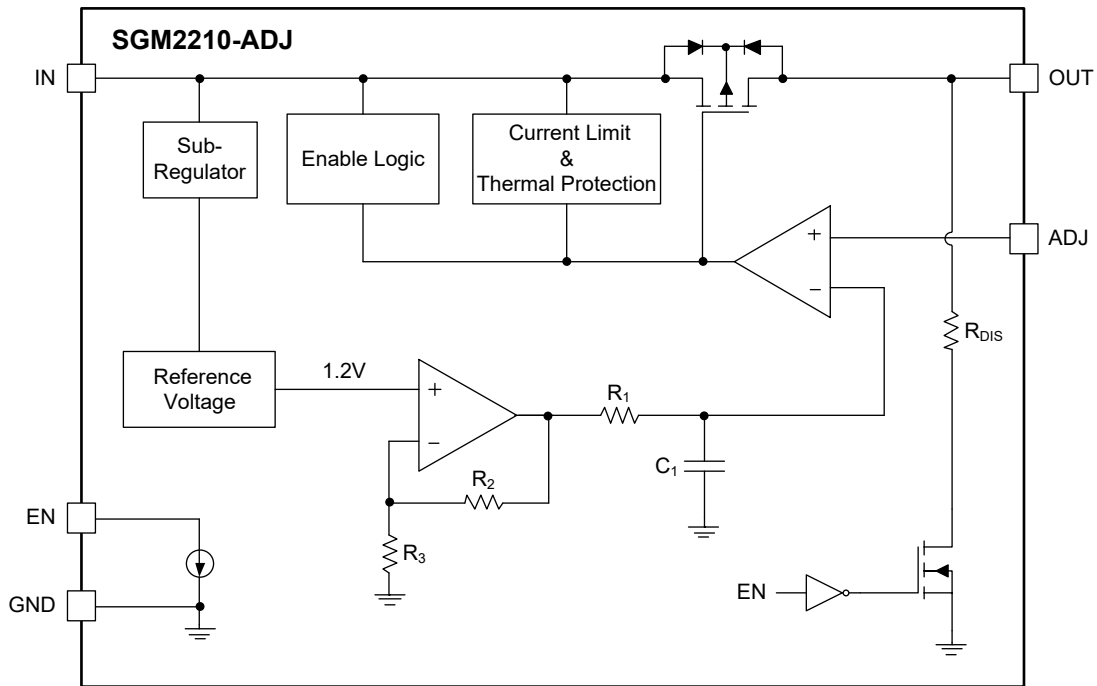 SGM2210-ADJ
IN
OUT
Sub-
Regulator
Enable Logic
Current Limit
&
Thermal Protection
+
−
ADJ
R_DIS
Reference
Voltage
1.2V
+
−
R₁
C₁
R₂
R₃
EN
GND
EN